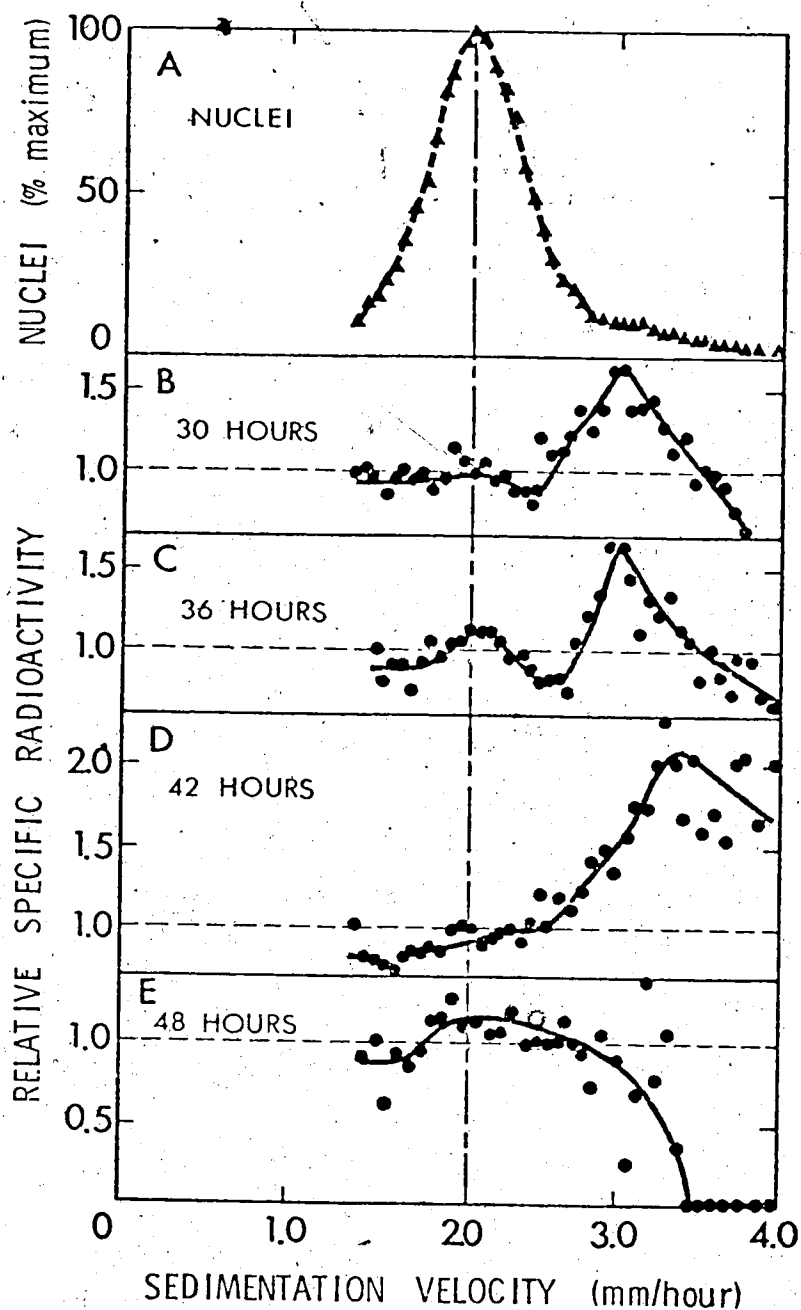 NUCLEI (% maximum)
100
50
0
A
NUCLEI
RELATIVE SPECIFIC RADIOACTIVITY
B
30 HOURS
1.5
1.0
C
36 HOURS
1.5
1.0
D
42 HOURS
2.0
1.5
1.0
E
48 HOURS
1.0
0.5
0 1.0 2.0 3.0 4.0
SEDIMENTATION VELOCITY (mm/hour)